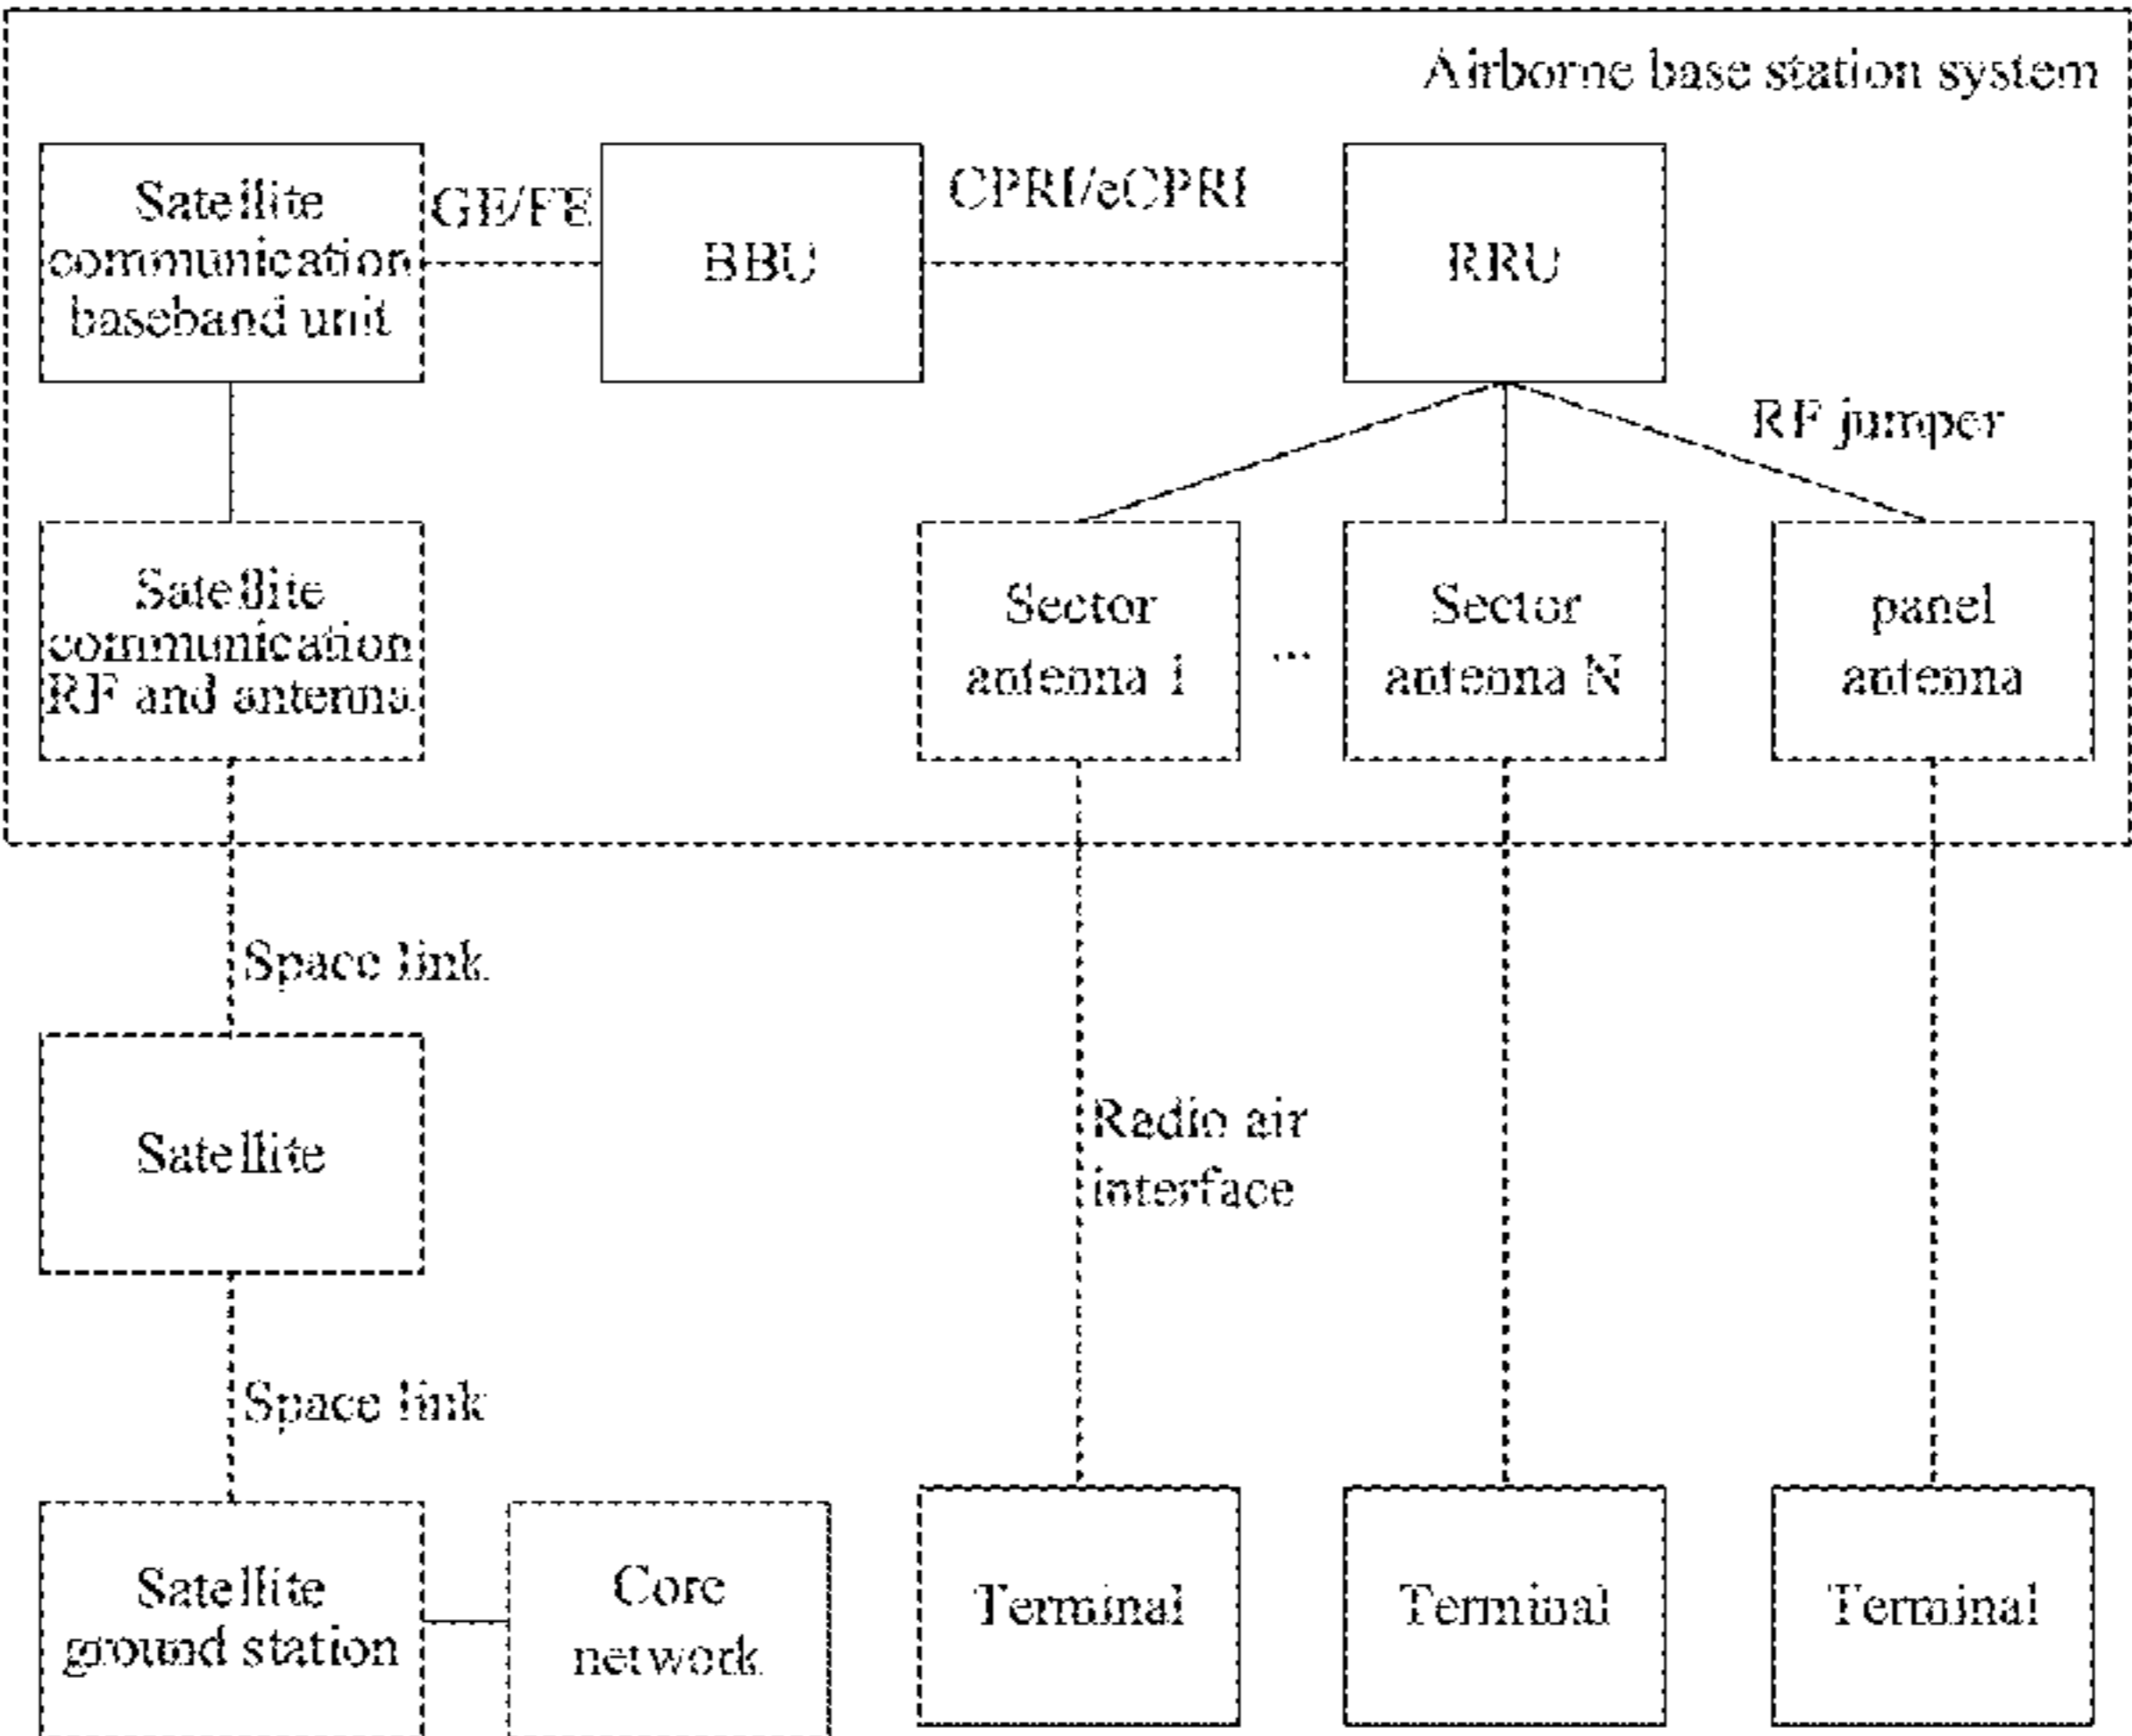 Airborne base station system
Satellite
communication
baseband unit
GE/FE
BBU
CPRI/eCPRI
RRU
RF jumper
Satellite
communication
RF and antenna
Sector
antenna 1
...
Sector
antenna N
panel
antenna
Space link
Satellite
Radio air
interface
Space link
Satellite
ground station
Core
network
Terminal
Terminal
Terminal